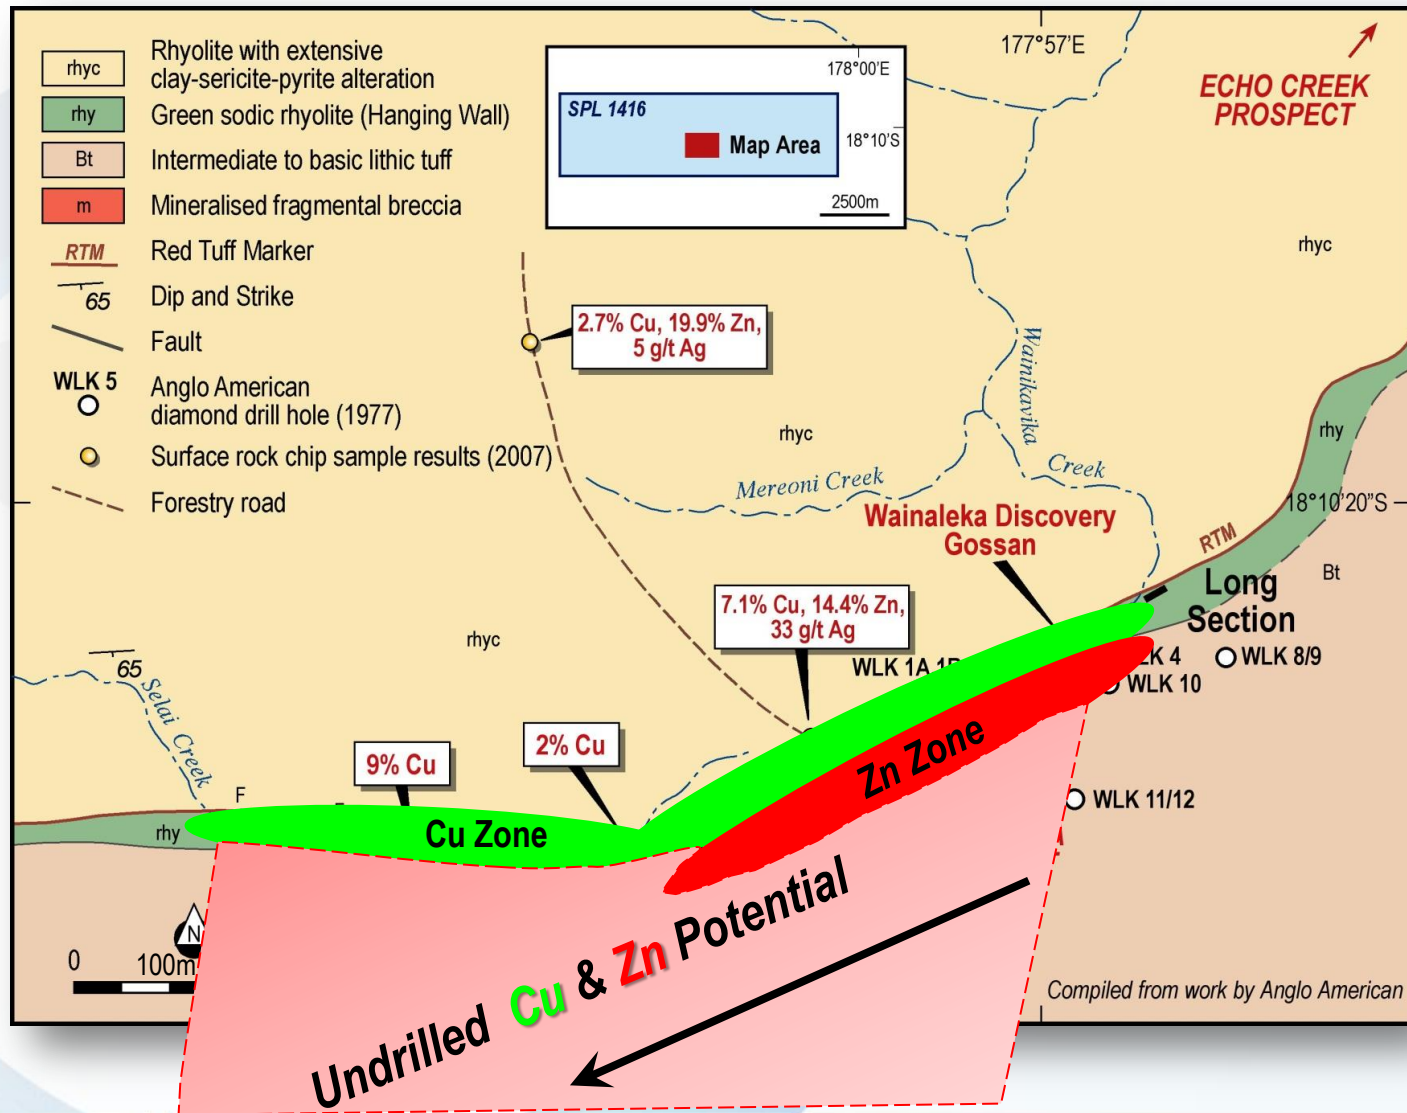 rhyc
Rhyolite with extensive
clay-sericite-pyrite alteration
rhy
Green sodic rhyolite (Hanging Wall)
Bt
Intermediate to basic lithic tuff
m
Mineralised fragmental breccia
RTM
Red Tuff Marker
65
Dip and Strike
Fault
WLK 5
Anglo American
diamond drill hole (1977)
Surface rock chip sample results (2007)
Forestry road
178°00'E
SPL 1416
Map Area
18°10'S
2500m
177°57'E
ECHO CREEK
PROSPECT
rhyc
2.7% Cu, 19.9% Zn,
5 g/t Ag
Wainikavika
Creek
rhyc
Mereoni Creek
rhy
18°10'20"S
Wainaleka Discovery
Gossan
RTM
Bt
Long
Section
7.1% Cu, 14.4% Zn,
33 g/t Ag
rhyc
WLK 1A
K 4
WLK 8/9
WLK 10
65
Selai Creek
2% Cu
9% Cu
Zn Zone
F
WLK 11/12
rhy
Cu Zone
N
0
100m
Undrilled Cu & Zn Potential
Compiled from work by Anglo American